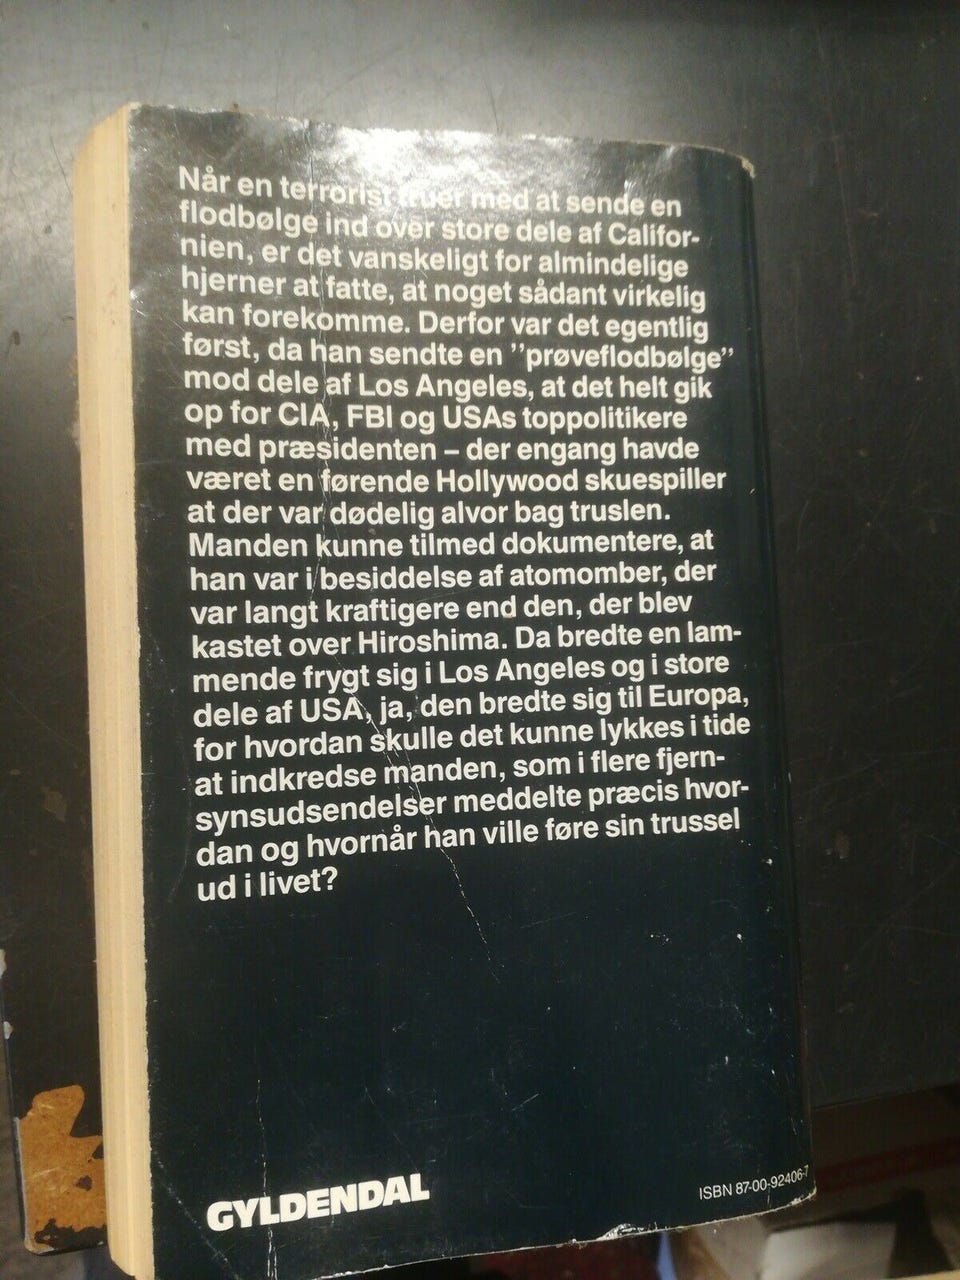 Når en terrorist truer med at sende en
flodbølge ind over store dele af Califor-
nien, er det vanskeligt for almindelige
hjerner at fatte, at noget sådant virkelig
kan forekomme. Derfor var det egentlig
først, da han sendte en ”prøveflodbølge”
mod dele af Los Angeles, at det helt gik
op for CIA, FBI og USAs toppolitikere
med præsidenten – der engang havde
været en førende Hollywood skuespiller
at der var dødelig alvor bag truslen.
Manden kunne tilmed dokumentere, at
han var i besiddelse af atomomber, der
var langt kraftigere end den, der blev
kastet over Hiroshima. Da bredte en lam-
mende frygt sig i Los Angeles og i store
dele af USA, ja, den bredte sig til Europa,
for hvordan skulle det kunne lykkes i tide
at indkredse manden, som i flere fjern-
synsudsendelser meddelte præcis hvor-
dan og hvornår han ville føre sin trussel
ud i livet?
GYLDENDAL
ISBN 87-00-92406-7